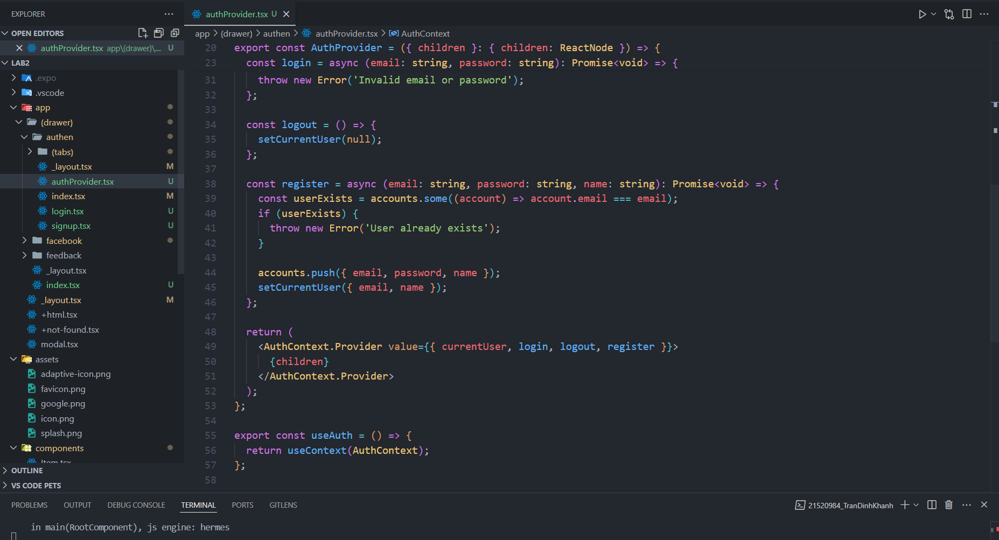 EXPLORER
OPEN EDITORS
authProvider.tsx app\(drawer)\... U
LAB2
.expo
.vscode
app
(drawer)
authen
(tabs)
_layout.tsx M
authProvider.tsx U
index.tsx M
login.tsx U
signup.tsx U
facebook
feedback
_layout.tsx
index.tsx U
_layout.tsx M
+html.tsx
+not-found.tsx
modal.tsx
assets
adaptive-icon.png
favicon.png
google.png
icon.png
splash.png
components
Item.tsx
OUTLINE
VS CODE PETS
authProvider.tsx U
app > (drawer) > authen > authProvider.tsx > AuthContext
20 export const AuthProvider = ({ children }: { children: ReactNode }) => {
23 const login = async (email: string, password: string): Promise<void> => {
31 throw new Error('Invalid email or password');
32 };
33
34 const logout = () => {
35 setCurrentUser(null);
36 };
37
38 const register = async (email: string, password: string, name: string): Promise<void> => {
39 const userExists = accounts.some((account) => account.email === email);
40 if (userExists) {
41 throw new Error('User already exists');
42 }
43
44 accounts.push({ email, password, name });
45 setCurrentUser({ email, name });
46 };
47
48 return (
49 <AuthContext.Provider value={{ currentUser, login, logout, register }}>
50 {children}
51 </AuthContext.Provider>
52 );
53 };
54
55 export const useAuth = () => {
56 return useContext(AuthContext);
57 };
58
PROBLEMS OUTPUT DEBUG CONSOLE TERMINAL PORTS GITLENS
21520984_TranDinhKhanh
in main(RootComponent), js engine: hermes